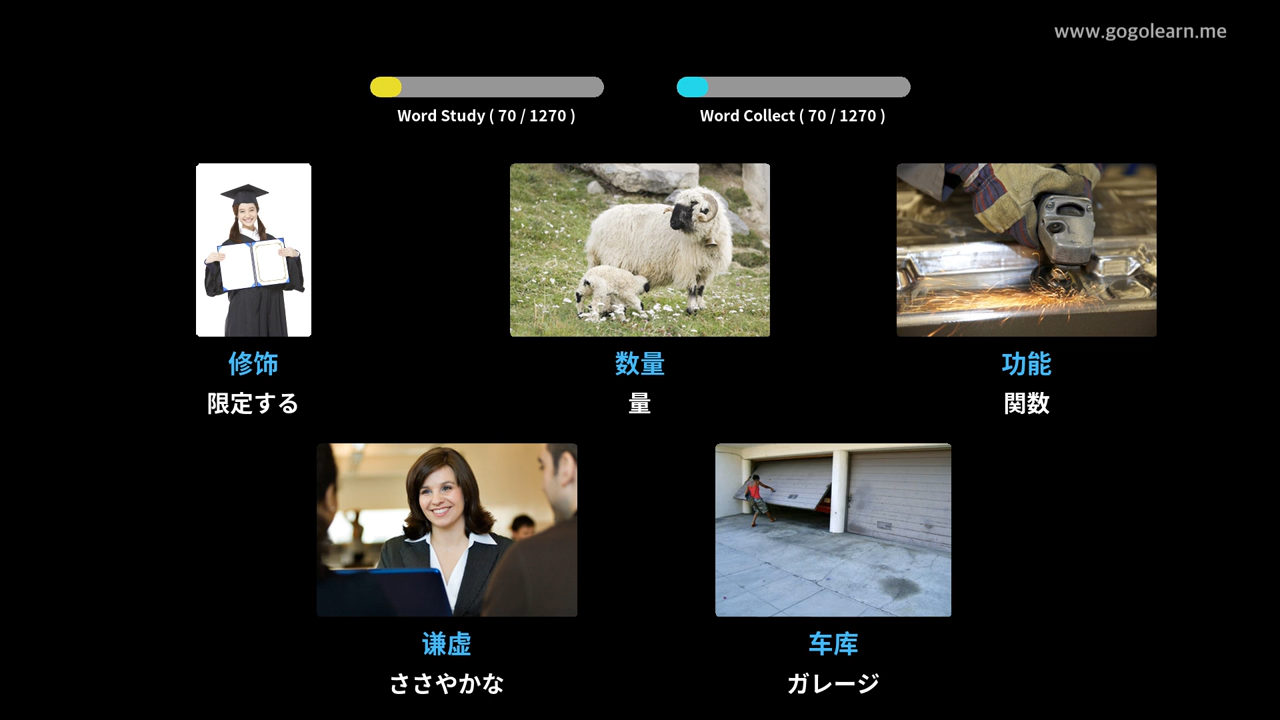 www.gogolearn.me
Word Study ( 70 / 1270 )
Word Collect ( 70 / 1270 )
修饰
限定する
数量
量
功能
関数
谦虚
ささやかな
车库
ガレージ